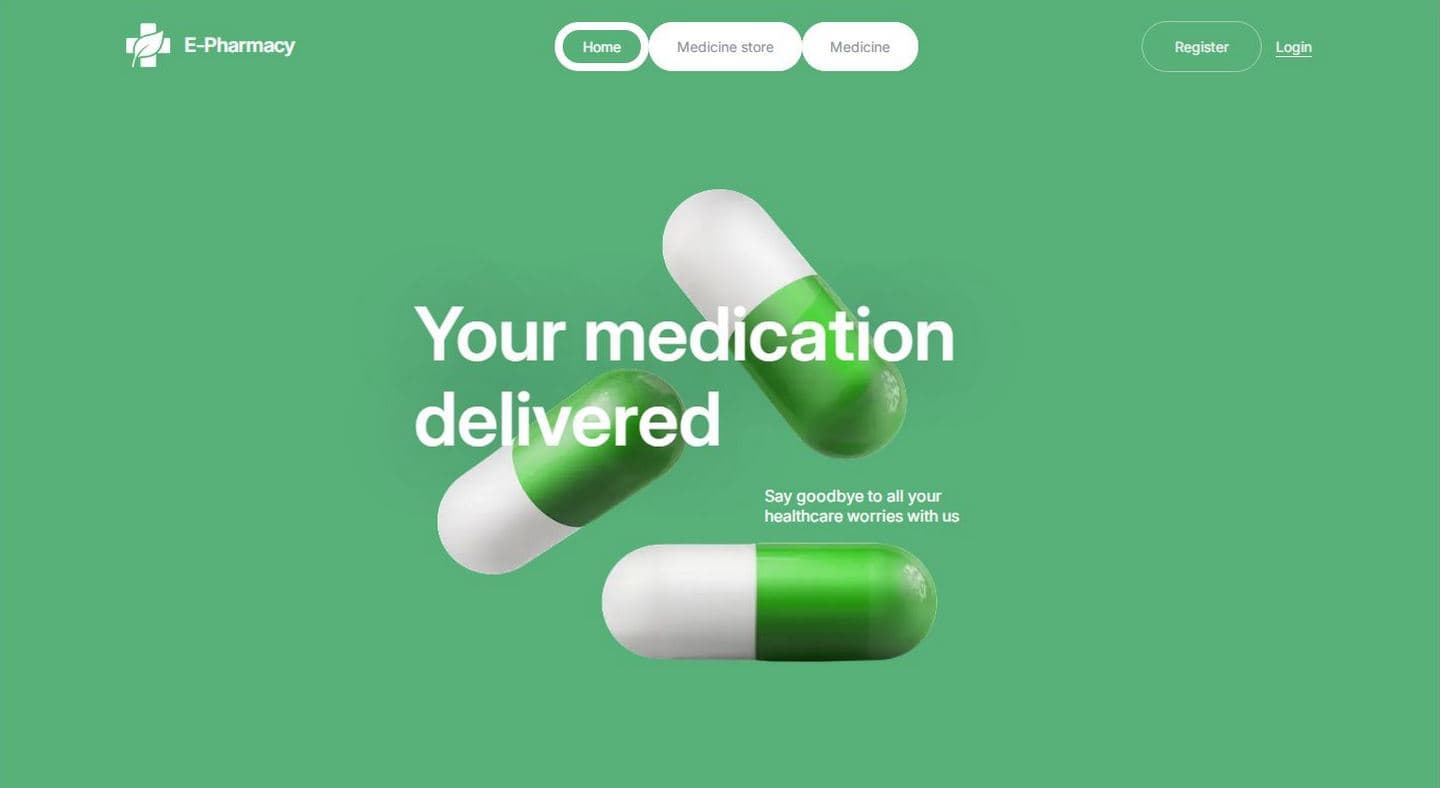 E-Pharmacy
Home
Medicine store
Medicine
Register
Login
Your medication
delivered
Say goodbye to all your
healthcare worries with us